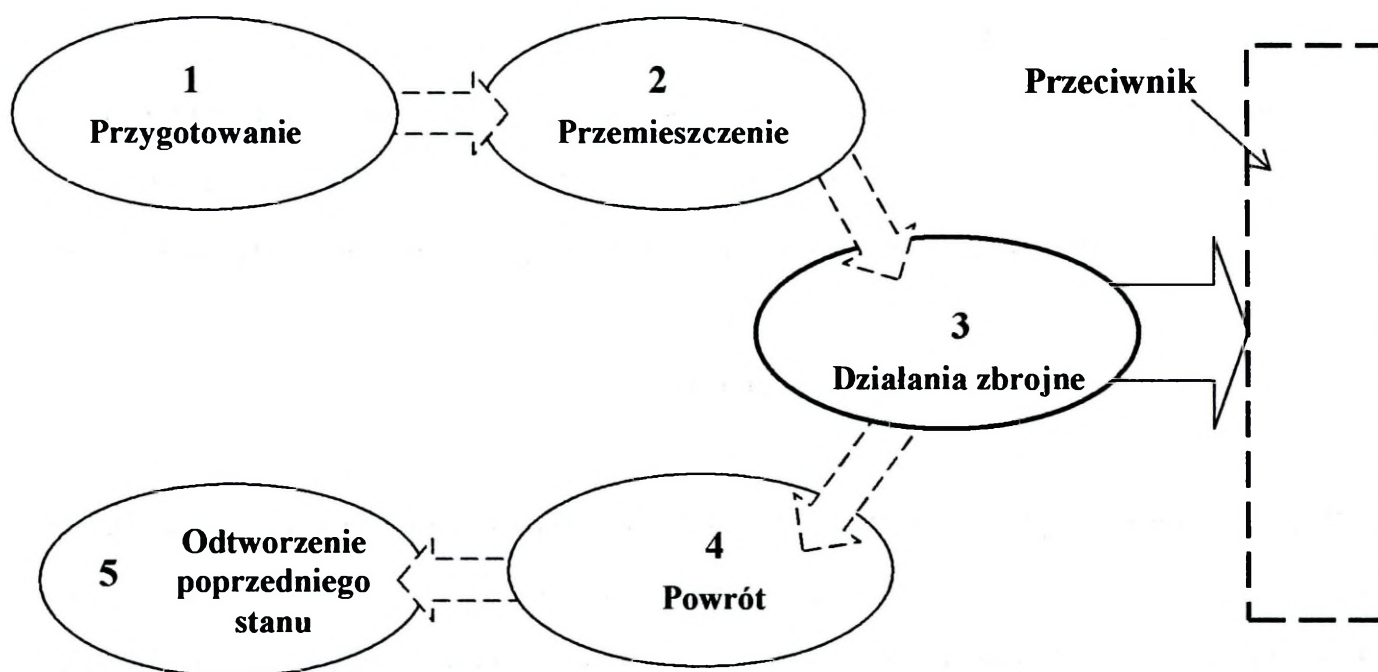 1
Przygotowanie
2
Przemieszczenie
Przeciwnik
3
Działania zbrojne
4
Powrót
5
Odtworzenie
poprzedniego
stanu